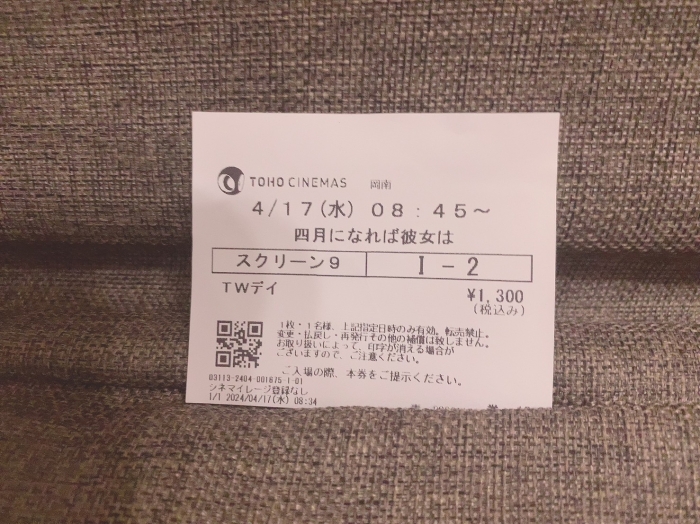 TOHO CINEMAS 岡南
4/17(水) 08:45～
四月になれば彼女は
スクリーン9 I-2
TWデイ
¥1,300
(税込み)
1枚・1名様、上記指定日時のみ有効。転売禁止。
変更・払戻し・再発行その他の補償は致しません。
お取り扱いによって、印字が消える場合が
ございますので、ご注意ください。
ご入場の際、本券をご提示ください。
03113-2404-001675-1-01
シネマイレージ登録なし
1/1 2024/04/17(水) 08:34